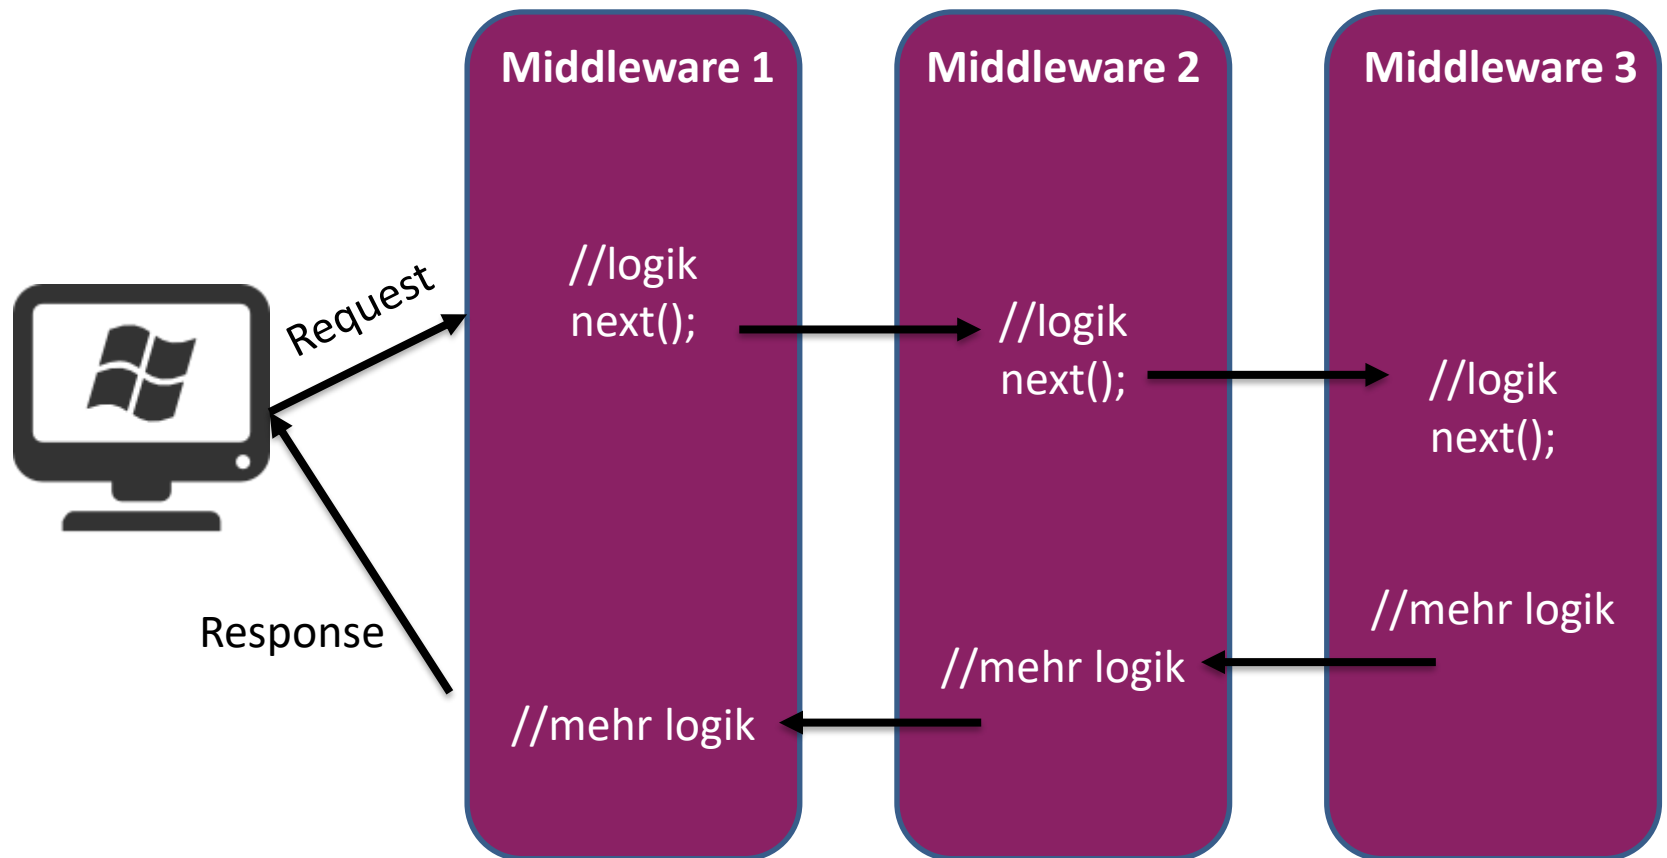 Middleware 1
Middleware 2
Middleware 3
Request
//logik
next();
//logik
next();
//logik
next();
Response
//mehr logik
//mehr logik
//mehr logik